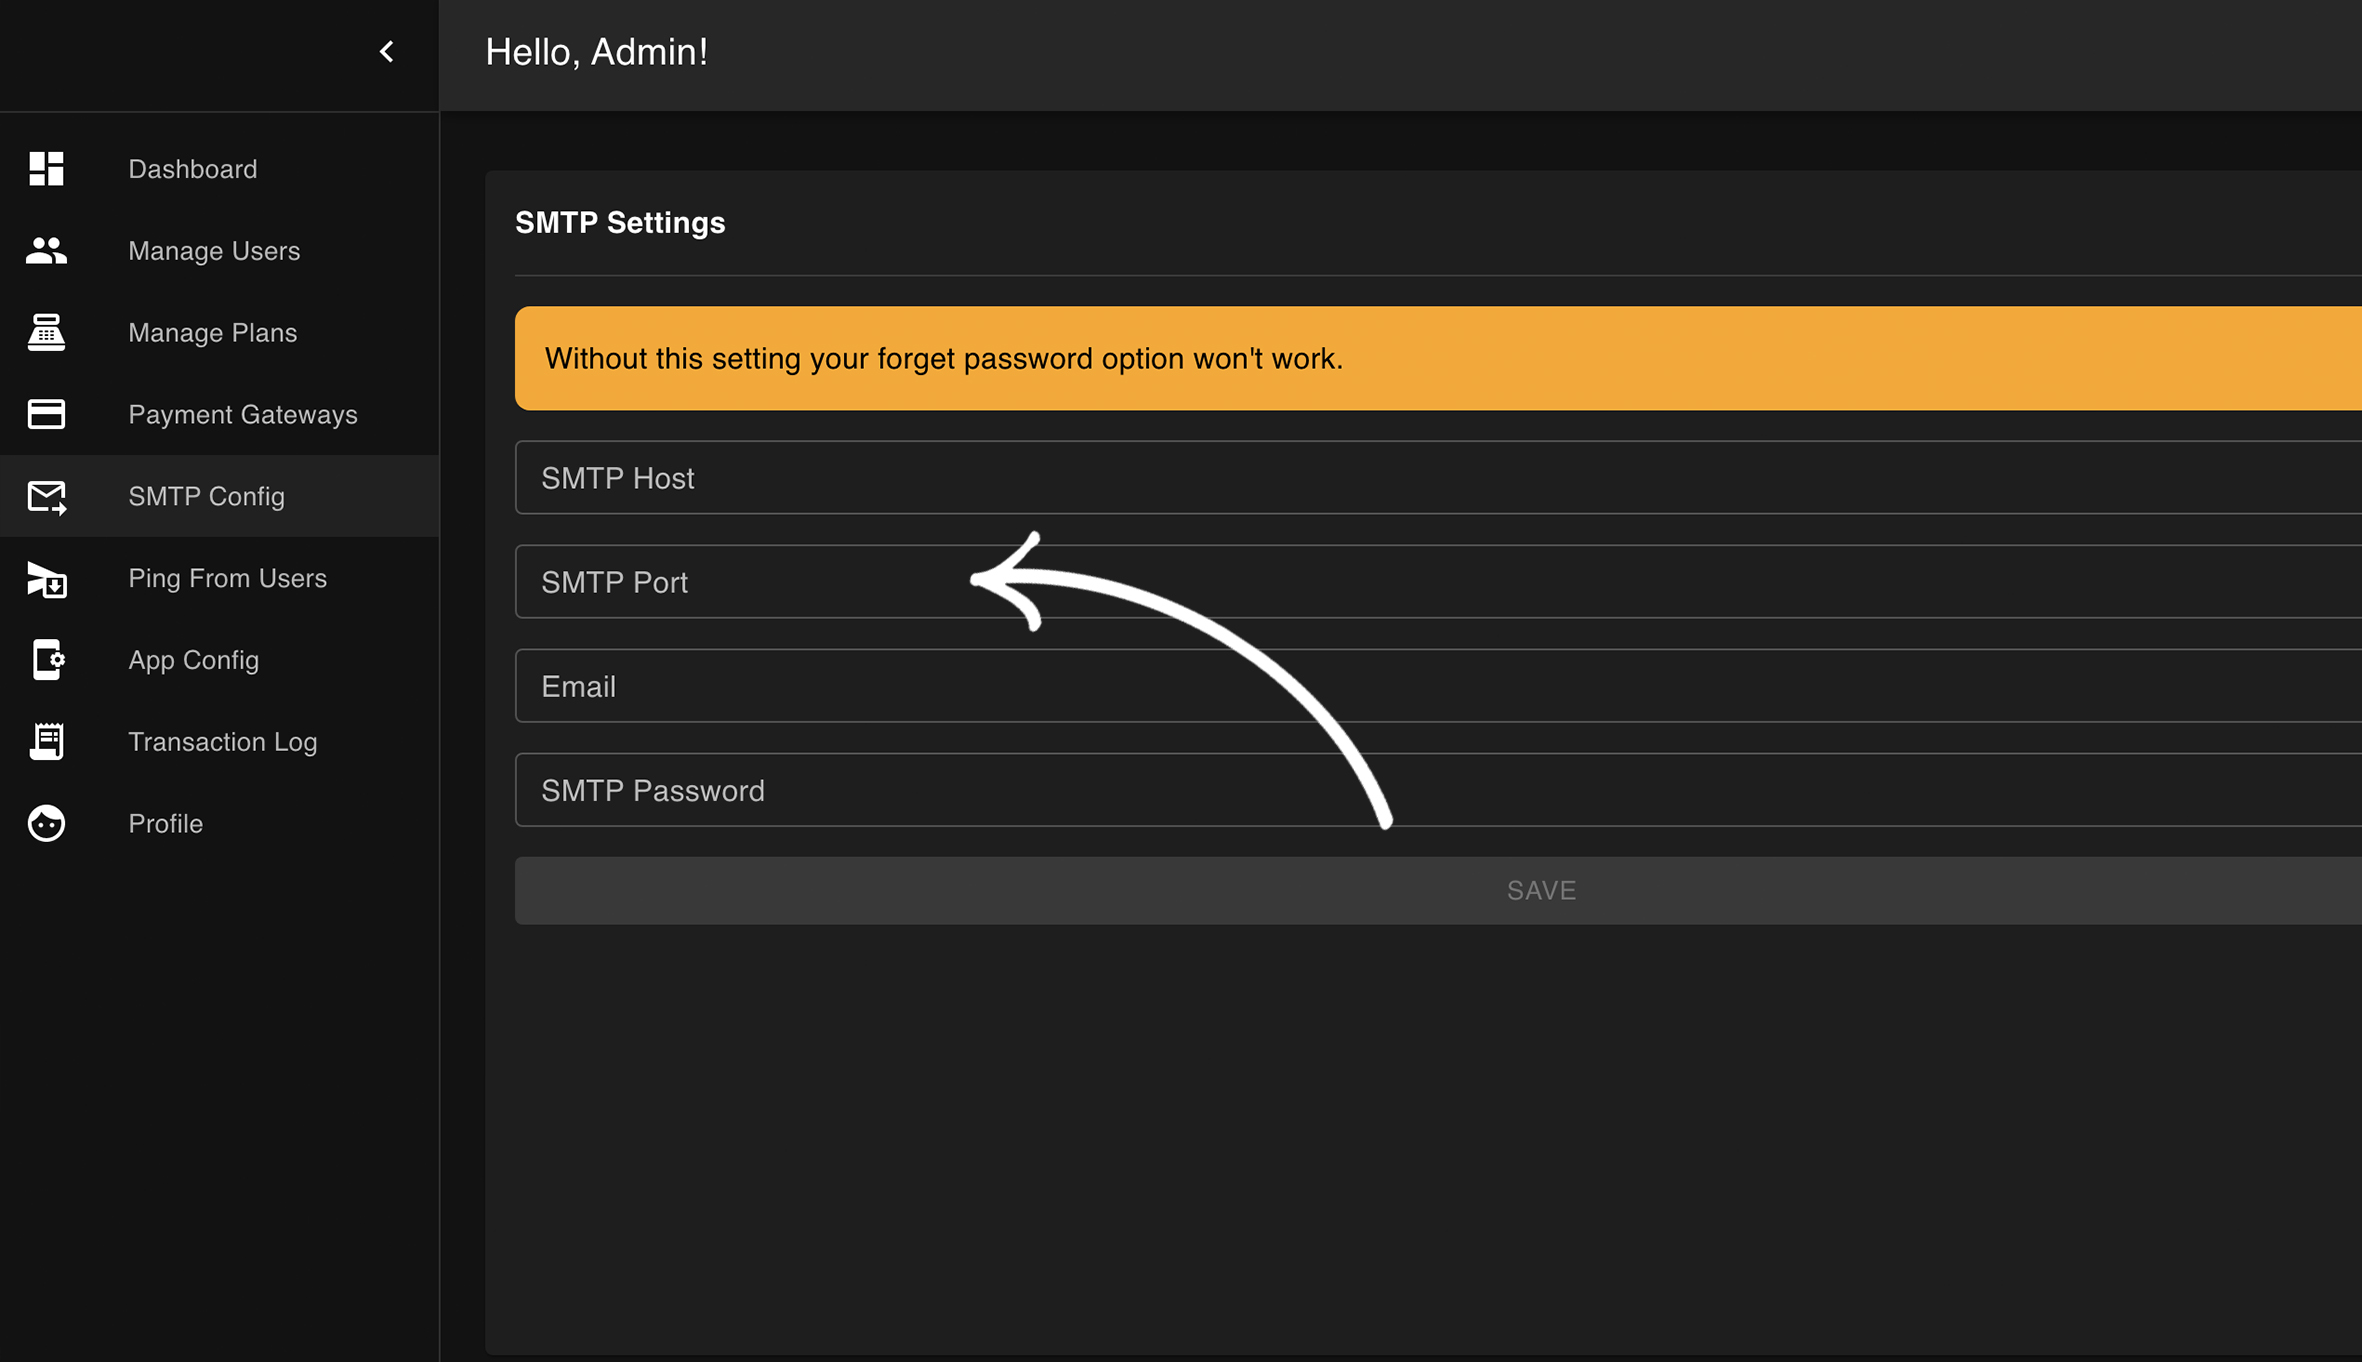 Hello, Admin!
Dashboard
Manage Users
Manage Plans
Payment Gateways
SMTP Config
Ping From Users
App Config
Transaction Log
Profile
SMTP Settings
Without this setting your forget password option won't work.
SMTP Host
SMTP Port
Email
SMTP Password
SAVE